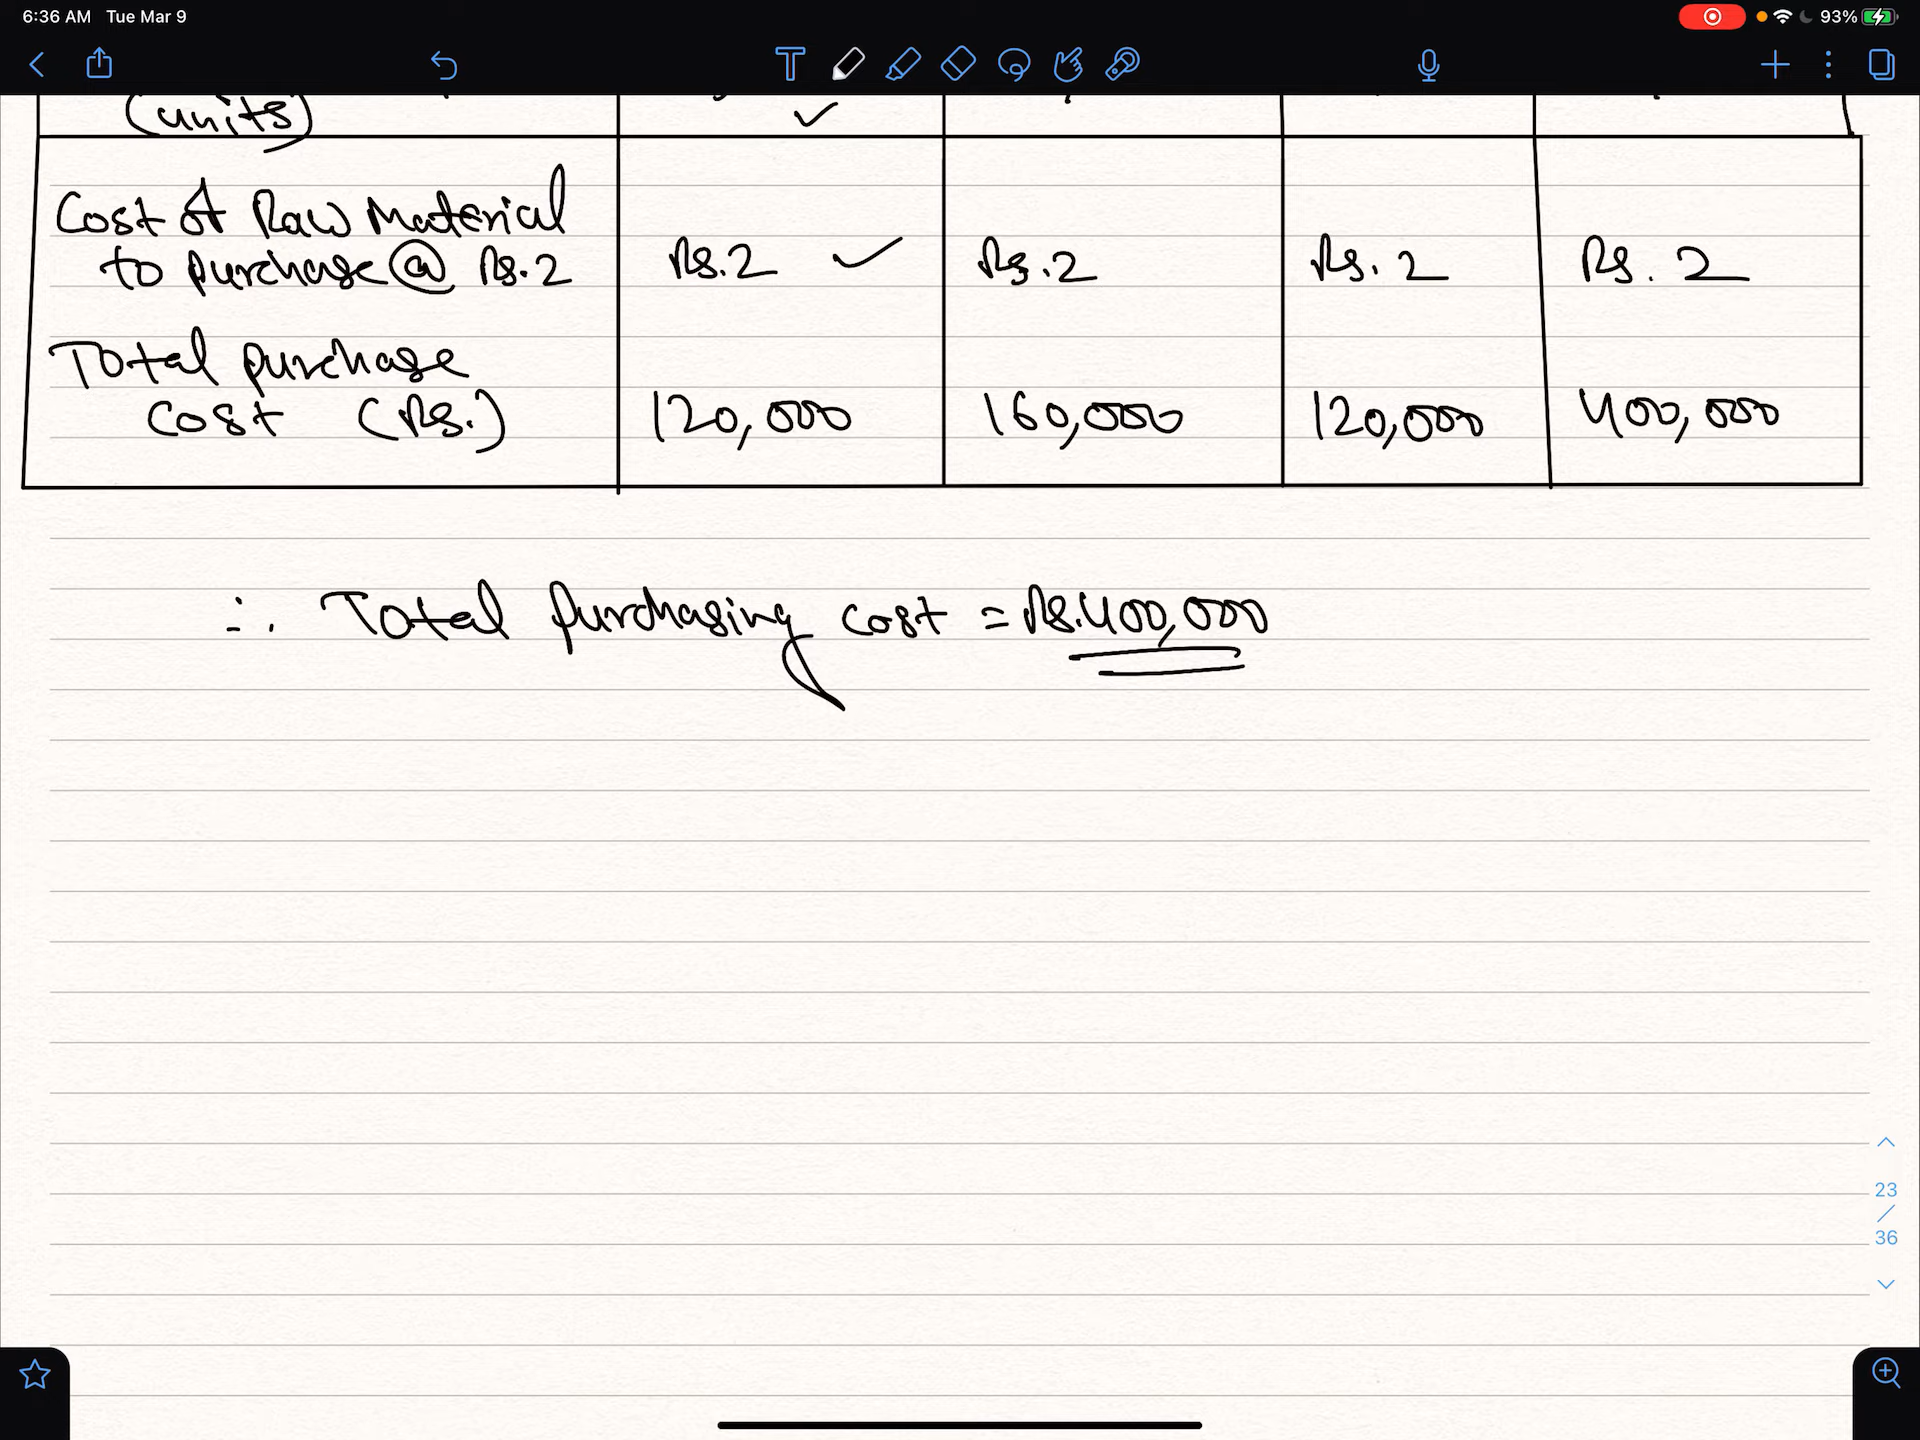 6:36 AM Tue Mar 9
93%
(units)
Cost of Raw Material
to purchase @ Rs.2 Rs.2 Rs.2 Rs.2 Rs.2
Total purchase
cost (Rs.) 120,000 160,000 120,000 400,000
∴ Total purchasing cost = Rs.400,000
23
/
36